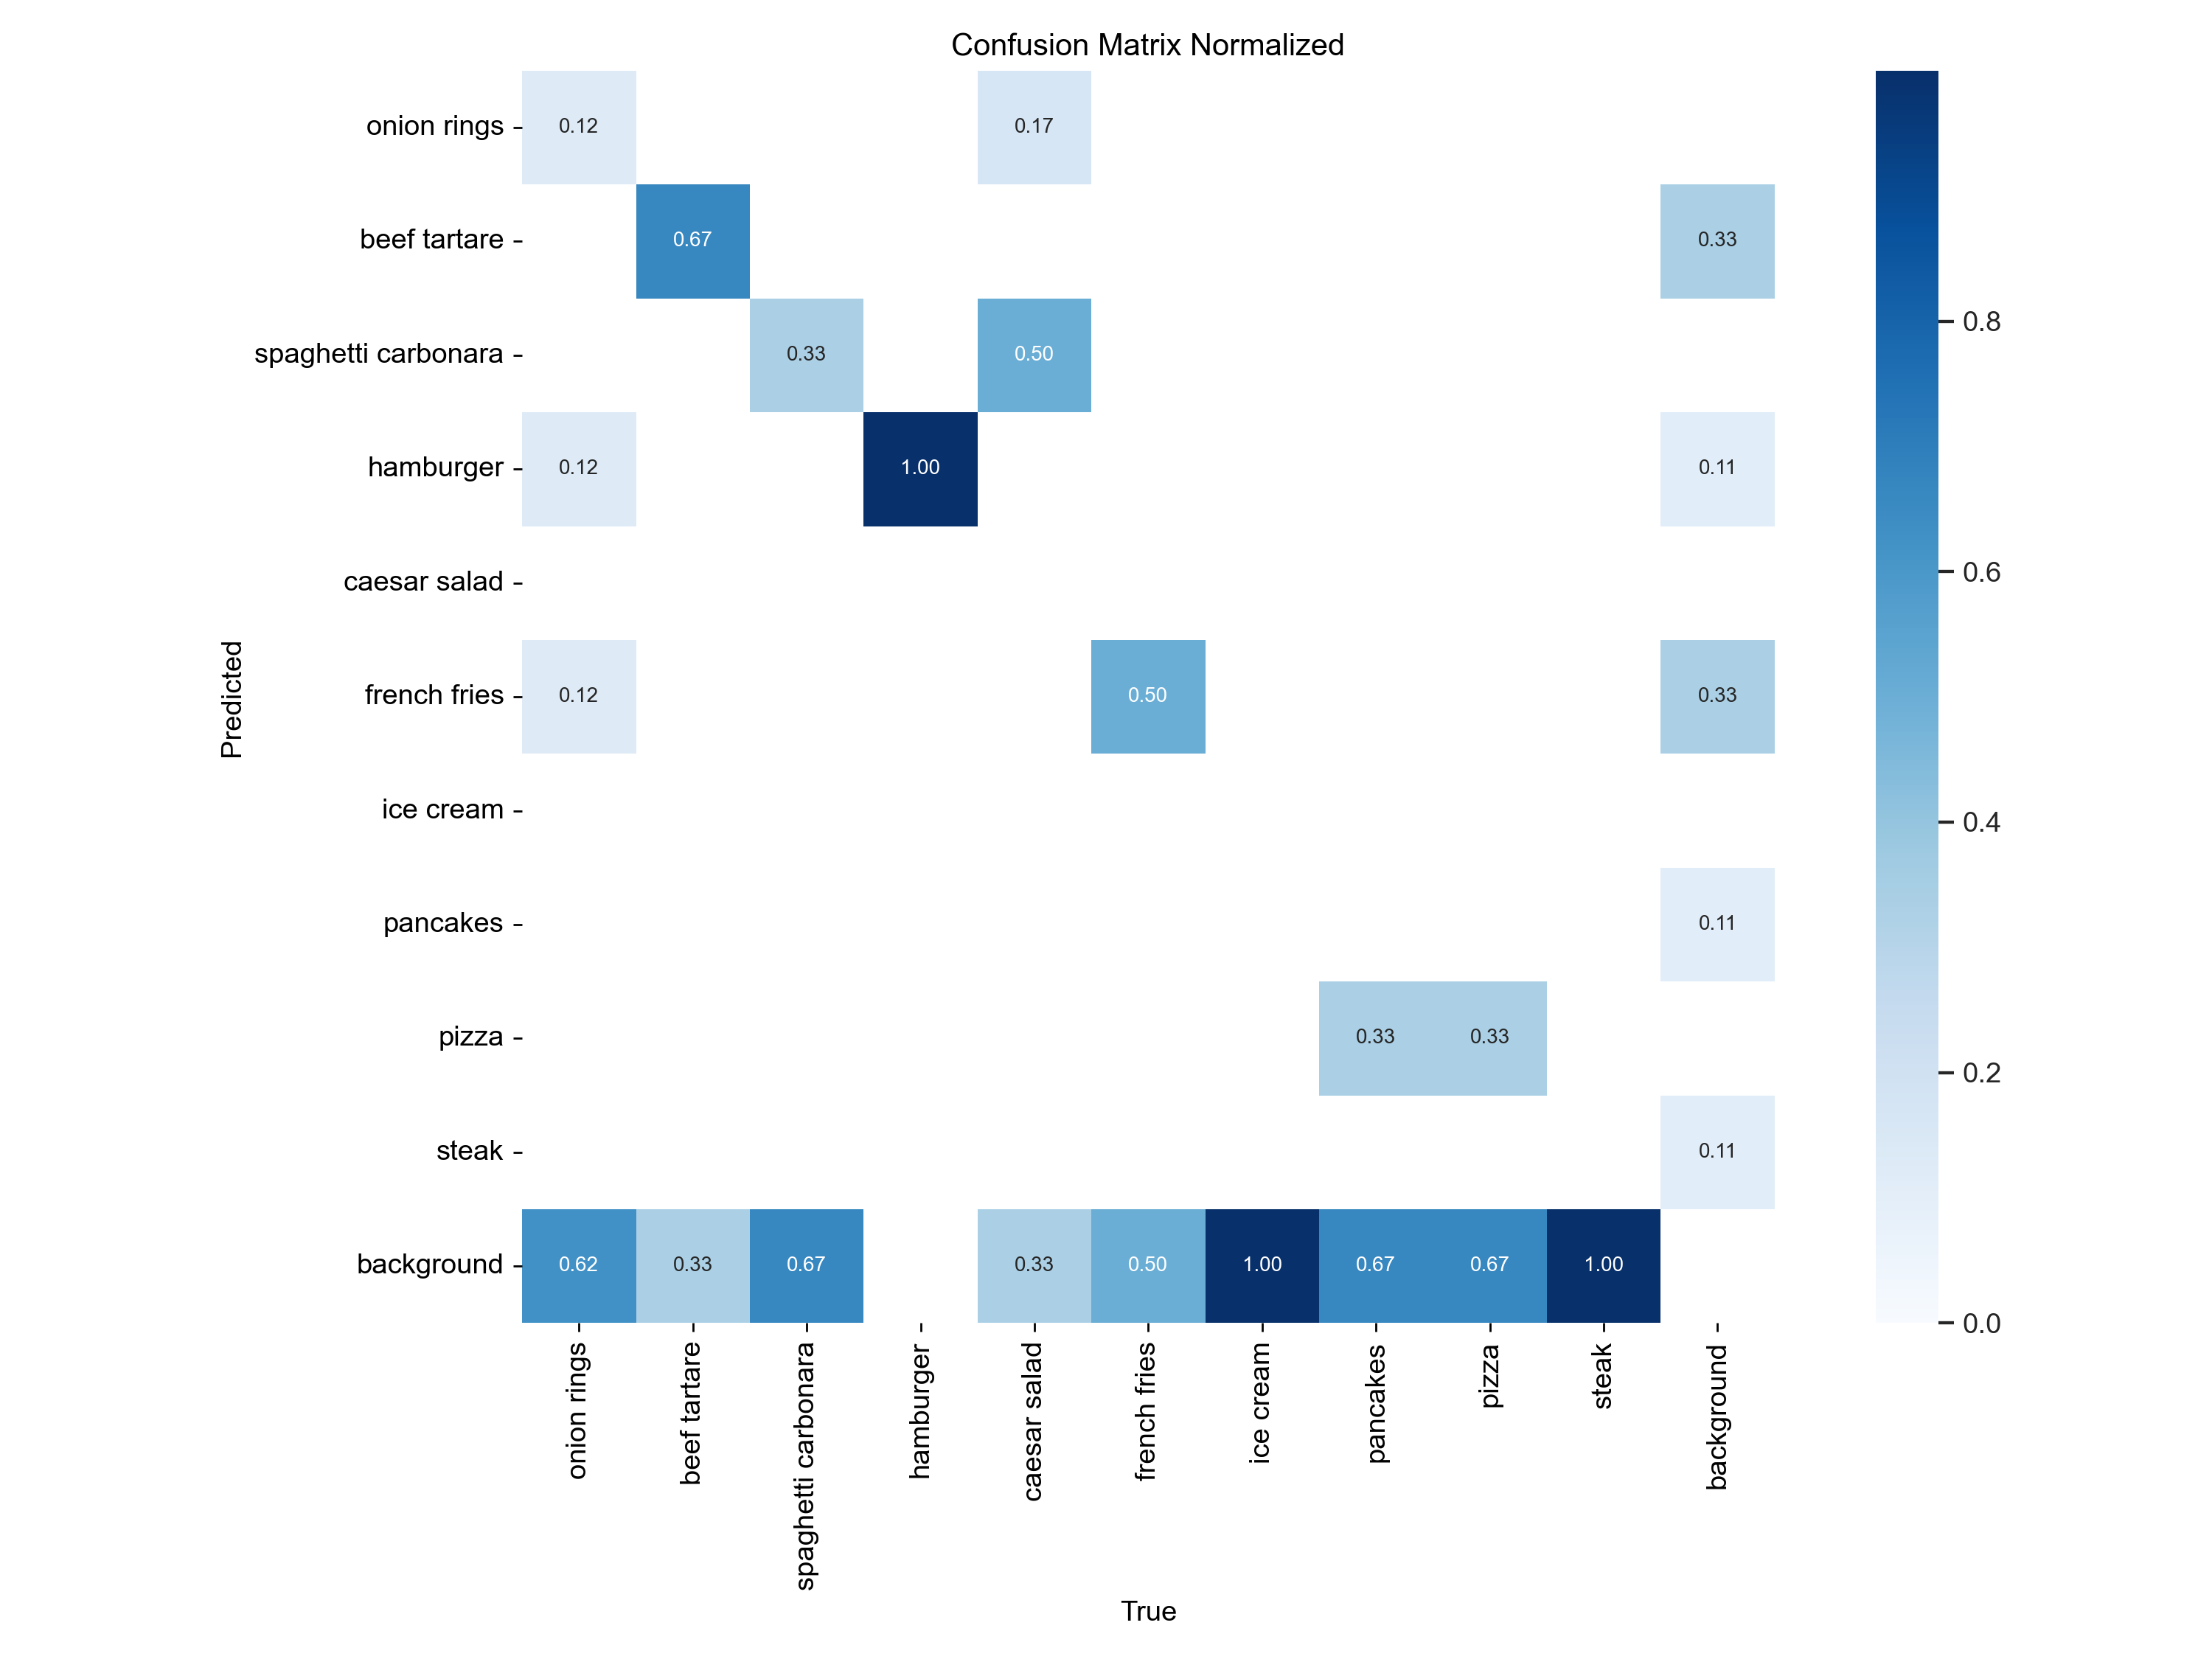 Confusion Matrix Normalized
onion rings 0.12 0.17
beef tartare 0.67 0.33
spaghetti carbonara 0.33 0.50
hamburger 0.12 1.00 0.11
caesar salad
french fries 0.12 0.50 0.33
ice cream
pancakes 0.11
pizza 0.33 0.33
steak 0.11
background 0.62 0.33 0.67 0.33 0.50 1.00 0.67 0.67 1.00
Predicted
onion rings
beef tartare
spaghetti carbonara
hamburger
caesar salad
french fries
ice cream
pancakes
pizza
steak
background
True
0.8
0.6
0.4
0.2
0.0